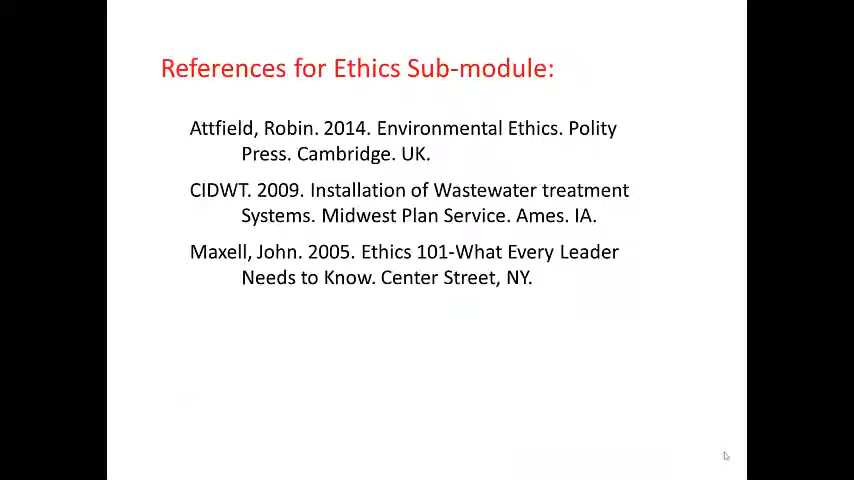 References for Ethics Sub-module:
Attfield, Robin. 2014. Environmental Ethics. Polity
Press. Cambridge. UK.
CIDWT. 2009. Installation of Wastewater treatment
Systems. Midwest Plan Service. Ames. IA.
Maxell, John. 2005. Ethics 101-What Every Leader
Needs to Know. Center Street, NY.